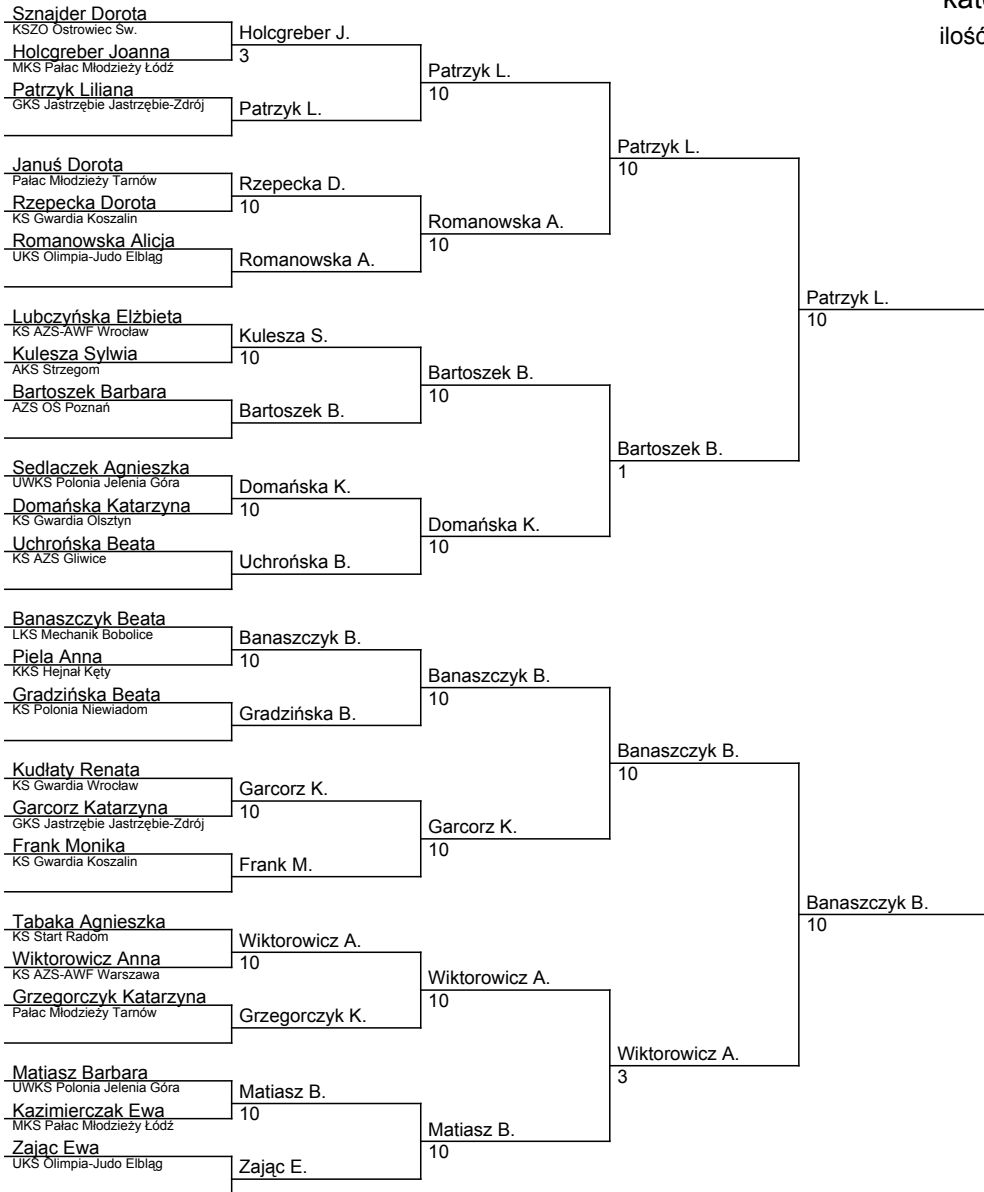 kat
ilość
Sznajder Dorota
KSZO Ostrowiec Św.
Holcgreber Joanna
MKS Pałac Młodzieży Łódź
Patrzyk Liliana
GKS Jastrzębie Jastrzębie-Zdrój
Januś Dorota
Pałac Młodzieży Tarnów
Rzepecka Dorota
KS Gwardia Koszalin
Romanowska Alicja
UKS Olimpia-Judo Elbląg
Lubczyńska Elżbieta
KS AZS-AWF Wrocław
Kulesza Sylwia
AKS Strzegom
Bartoszek Barbara
AZS OŚ Poznań
Sedlaczek Agnieszka
UWKS Polonia Jelenia Góra
Domańska Katarzyna
KS Gwardia Olsztyn
Uchrońska Beata
KS AZS Gliwice
Banaszczyk Beata
LKS Mechanik Bobolice
Piela Anna
KKS Hejnał Kęty
Gradzińska Beata
KS Polonia Niewiadom
Kudłaty Renata
KS Gwardia Wrocław
Garcorz Katarzyna
GKS Jastrzębie Jastrzębie-Zdrój
Frank Monika
KS Gwardia Koszalin
Tabaka Agnieszka
KS Start Radom
Wiktorowicz Anna
KS AZS-AWF Warszawa
Grzegorczyk Katarzyna
Pałac Młodzieży Tarnów
Matiasz Barbara
UWKS Polonia Jelenia Góra
Kazimierczak Ewa
MKS Pałac Młodzieży Łódź
Zając Ewa
UKS Olimpia-Judo Elbląg
Holcgreber J.
3
Patrzyk L.
Rzepecka D.
10
Romanowska A.
Kulesza S.
10
Bartoszek B.
Domańska K.
10
Uchrońska B.
Banaszczyk B.
10
Gradzińska B.
Garcorz K.
10
Frank M.
Wiktorowicz A.
10
Grzegorczyk K.
Matiasz B.
10
Zając E.
Patrzyk L.
10
Romanowska A.
10
Bartoszek B.
10
Domańska K.
10
Banaszczyk B.
10
Garcorz K.
10
Wiktorowicz A.
10
Matiasz B.
10
Patrzyk L.
10
Bartoszek B.
1
Banaszczyk B.
10
Wiktorowicz A.
3
Patrzyk L.
10
Banaszczyk B.
10